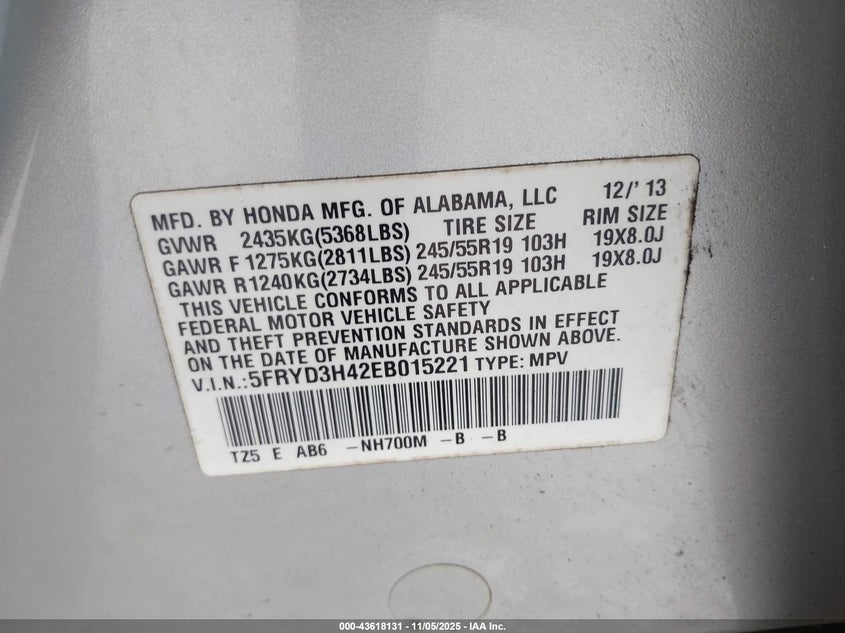 MFD. BY HONDA MFG. OF ALABAMA, LLC 12/' 13
GVWR 2435KG(5368LBS) TIRE SIZE RIM SIZE
GAWR F 1275KG(2811LBS) 245/55R19 103H 19X8.0J
GAWR R1240KG(2734LBS) 245/55R19 103H 19X8.0J
THIS VEHICLE CONFORMS TO ALL APPLICABLE
FEDERAL MOTOR VEHICLE SAFETY
AND THEFT PREVENTION STANDARDS IN EFFECT
ON THE DATE OF MANUFACTURE SHOWN ABOVE.
V.I.N.:5FRYD3H42EB015221 TYPE: MPV
TZ5 E AB6 -NH700M -B -B
000-43618131 - 11/05/2025 - IAA Inc.